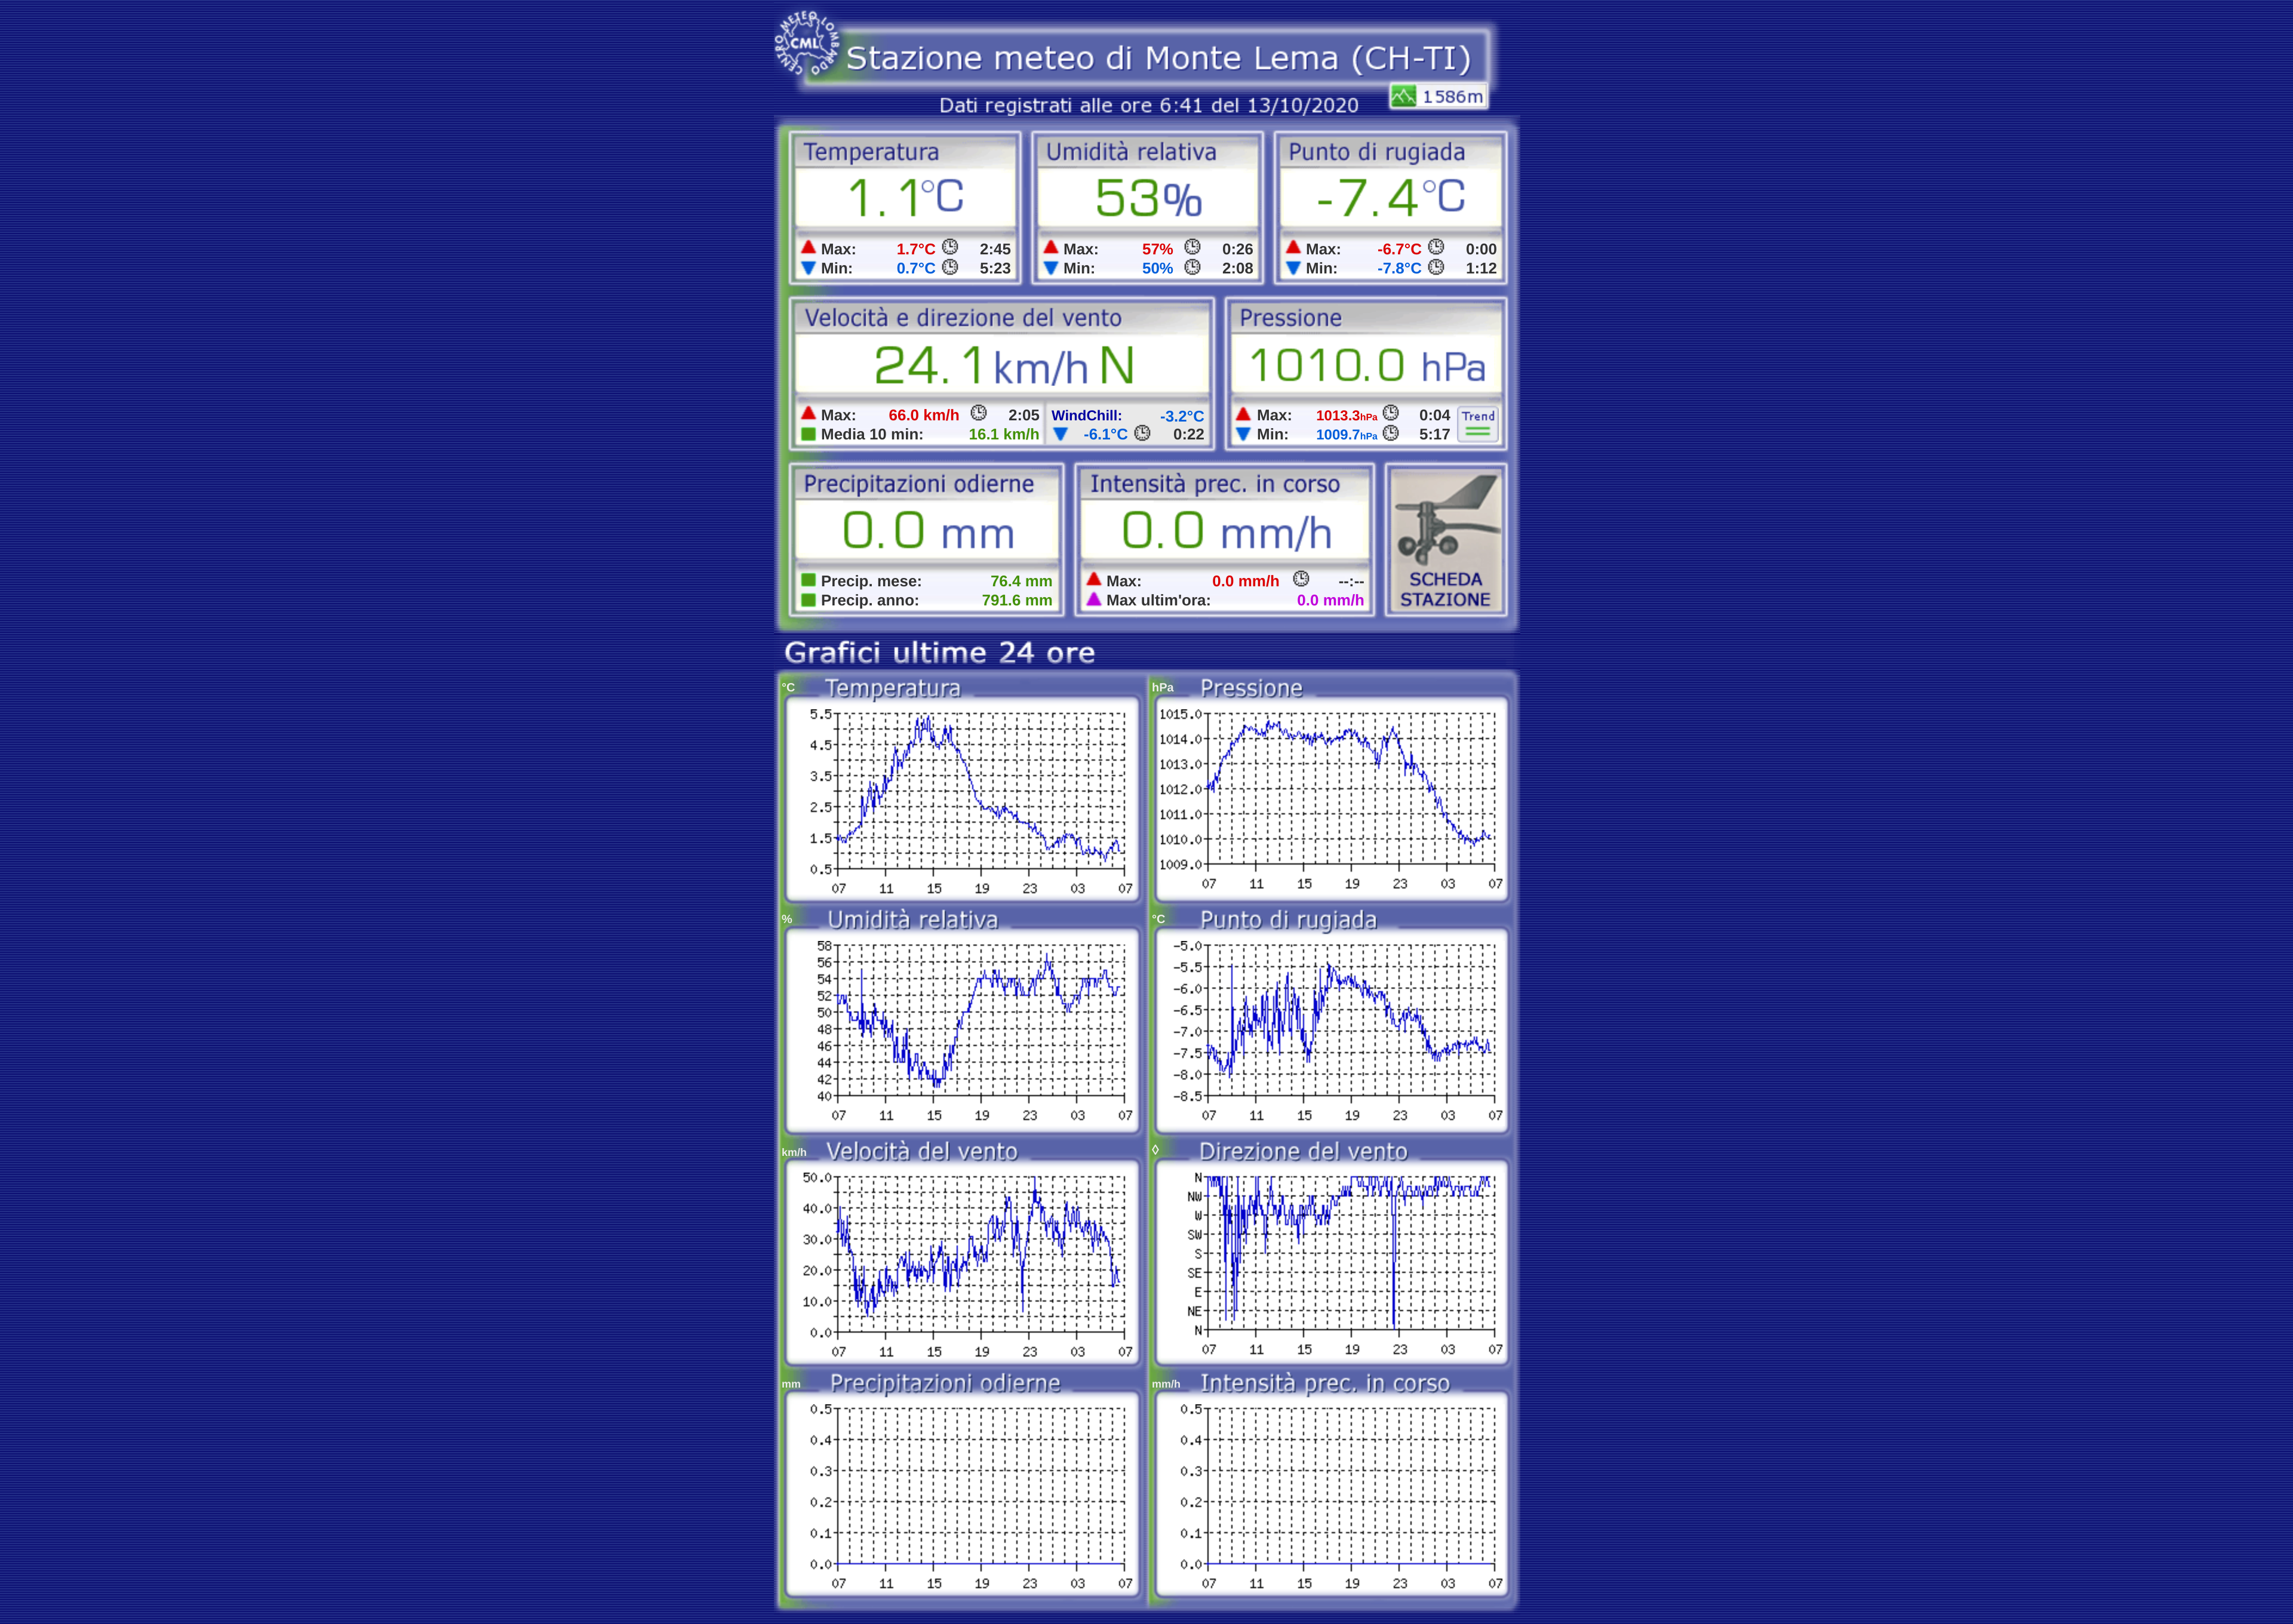 CENTRO METEO LOMBARDO
CML
Stazione meteo di Monte Lema (CH-TI)
1586m
Dati registrati alle ore 6:41 del 13/10/2020
Temperatura
1.1°C
Max: 1.7°C 2:45
Min: 0.7°C 5:23
Umidità relativa
53%
Max: 57% 0:26
Min: 50% 2:08
Punto di rugiada
-7.4°C
Max: -6.7°C 0:00
Min: -7.8°C 1:12
Velocità e direzione del vento
24.1 km/h N
Max: 66.0 km/h 2:05
Media 10 min: 16.1 km/h
WindChill: -3.2°C
-6.1°C 0:22
Pressione
1010.0 hPa
Max: 1013.3hPa 0:04
Min: 1009.7hPa 5:17
Trend
Precipitazioni odierne
0.0 mm
Precip. mese: 76.4 mm
Precip. anno: 791.6 mm
Intensità prec. in corso
0.0 mm/h
Max: 0.0 mm/h --:--
Max ultim'ora: 0.0 mm/h
SCHEDA
STAZIONE
Grafici ultime 24 ore
°C Temperatura
5.5
4.5
3.5
2.5
1.5
0.5
07 11 15 19 23 03 07
hPa Pressione
1015.0
1014.0
1013.0
1012.0
1011.0
1010.0
1009.0
07 11 15 19 23 03 07
% Umidità relativa
58
56
54
52
50
48
46
44
42
40
07 11 15 19 23 03 07
°C Punto di rugiada
-5.0
-5.5
-6.0
-6.5
-7.0
-7.5
-8.0
-8.5
07 11 15 19 23 03 07
km/h Velocità del vento
50.0
40.0
30.0
20.0
10.0
0.0
07 11 15 19 23 03 07
◊ Direzione del vento
N
NW
W
SW
S
SE
E
NE
N
07 11 15 19 23 03 07
mm Precipitazioni odierne
0.5
0.4
0.3
0.2
0.1
0.0
07 11 15 19 23 03 07
mm/h Intensità prec. in corso
0.5
0.4
0.3
0.2
0.1
0.0
07 11 15 19 23 03 07